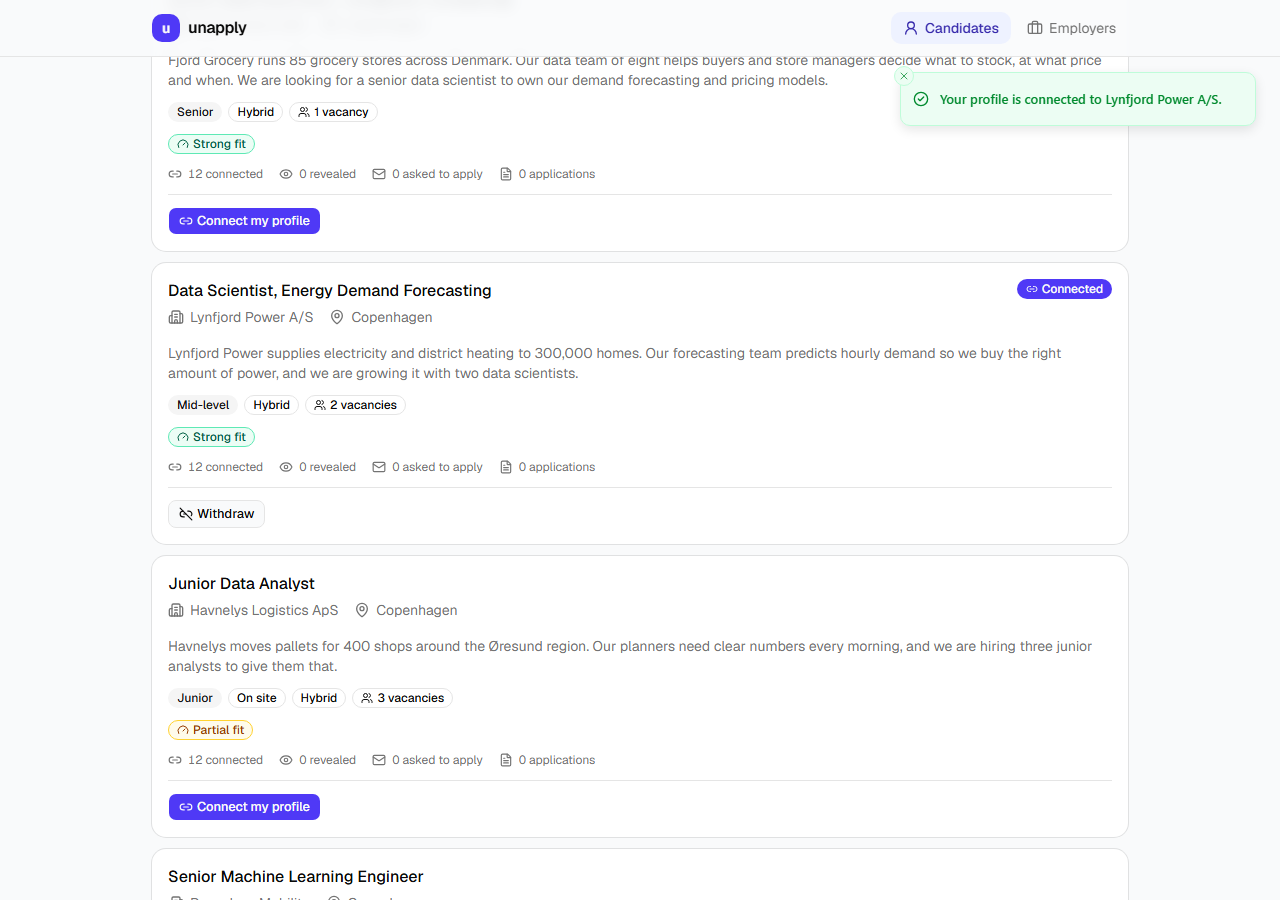 u unapply
Candidates
Employers
Fjord Grocery runs 85 grocery stores across Denmark. Our data team of eight helps buyers and store managers decide what to stock, at what price
and when. We are looking for a senior data scientist to own our demand forecasting and pricing models.
Your profile is connected to Lynfjord Power A/S.
Senior Hybrid 1 vacancy
Strong fit
12 connected 0 revealed 0 asked to apply 0 applications
Connect my profile
Data Scientist, Energy Demand Forecasting
Connected
Lynfjord Power A/S Copenhagen
Lynfjord Power supplies electricity and district heating to 300,000 homes. Our forecasting team predicts hourly demand so we buy the right
amount of power, and we are growing it with two data scientists.
Mid-level Hybrid 2 vacancies
Strong fit
12 connected 0 revealed 0 asked to apply 0 applications
Withdraw
Junior Data Analyst
Havnelys Logistics ApS Copenhagen
Havnelys moves pallets for 400 shops around the Øresund region. Our planners need clear numbers every morning, and we are hiring three junior
analysts to give them that.
Junior On site Hybrid 3 vacancies
Partial fit
12 connected 0 revealed 0 asked to apply 0 applications
Connect my profile
Senior Machine Learning Engineer